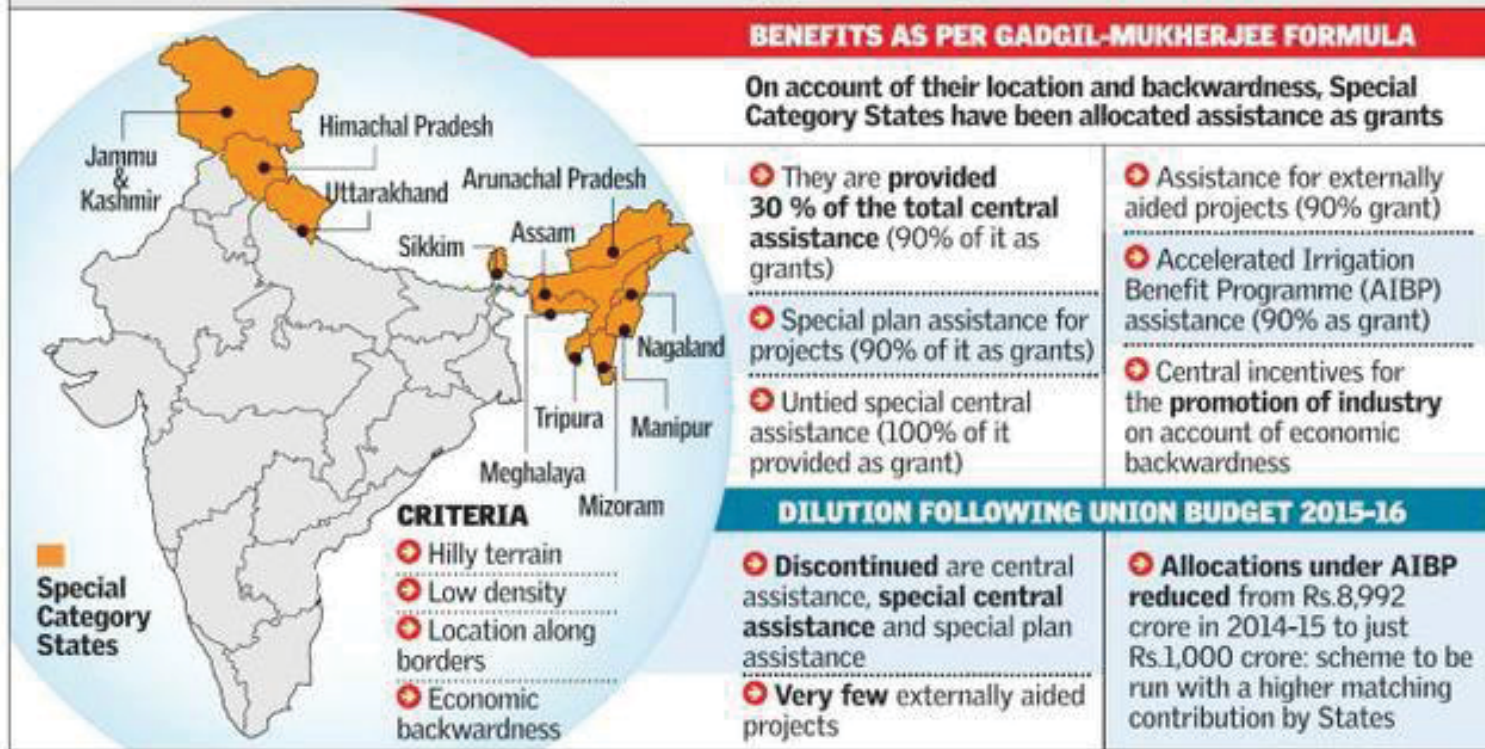 Jammu
&
Kashmir
Himachal Pradesh
Uttarakhand
Arunachal Pradesh
Sikkim
Assam
Nagaland
Tripura
Manipur
Meghalaya
Mizoram
Special
Category
States
CRITERIA
Hilly terrain
Low density
Location along
borders
Economic
backwardness
BENEFITS AS PER GADGIL-MUKHERJEE FORMULA
On account of their location and backwardness, Special
Category States have been allocated assistance as grants
They are provided
30 % of the total central
assistance (90% of it as
grants)
Special plan assistance for
projects (90% of it as grants)
Untied special central
assistance (100% of it
provided as grant)
Assistance for externally
aided projects (90% grant)
Accelerated Irrigation
Benefit Programme (AIBP)
assistance (90% as grant)
Central incentives for
the promotion of industry
on account of economic
backwardness
DILUTION FOLLOWING UNION BUDGET 2015-16
Discontinued are central
assistance, special central
assistance and special plan
assistance
Very few externally aided
projects
Allocations under AIBP
reduced from Rs.8,992
crore in 2014-15 to just
Rs.1,000 crore: scheme to be
run with a higher matching
contribution by States